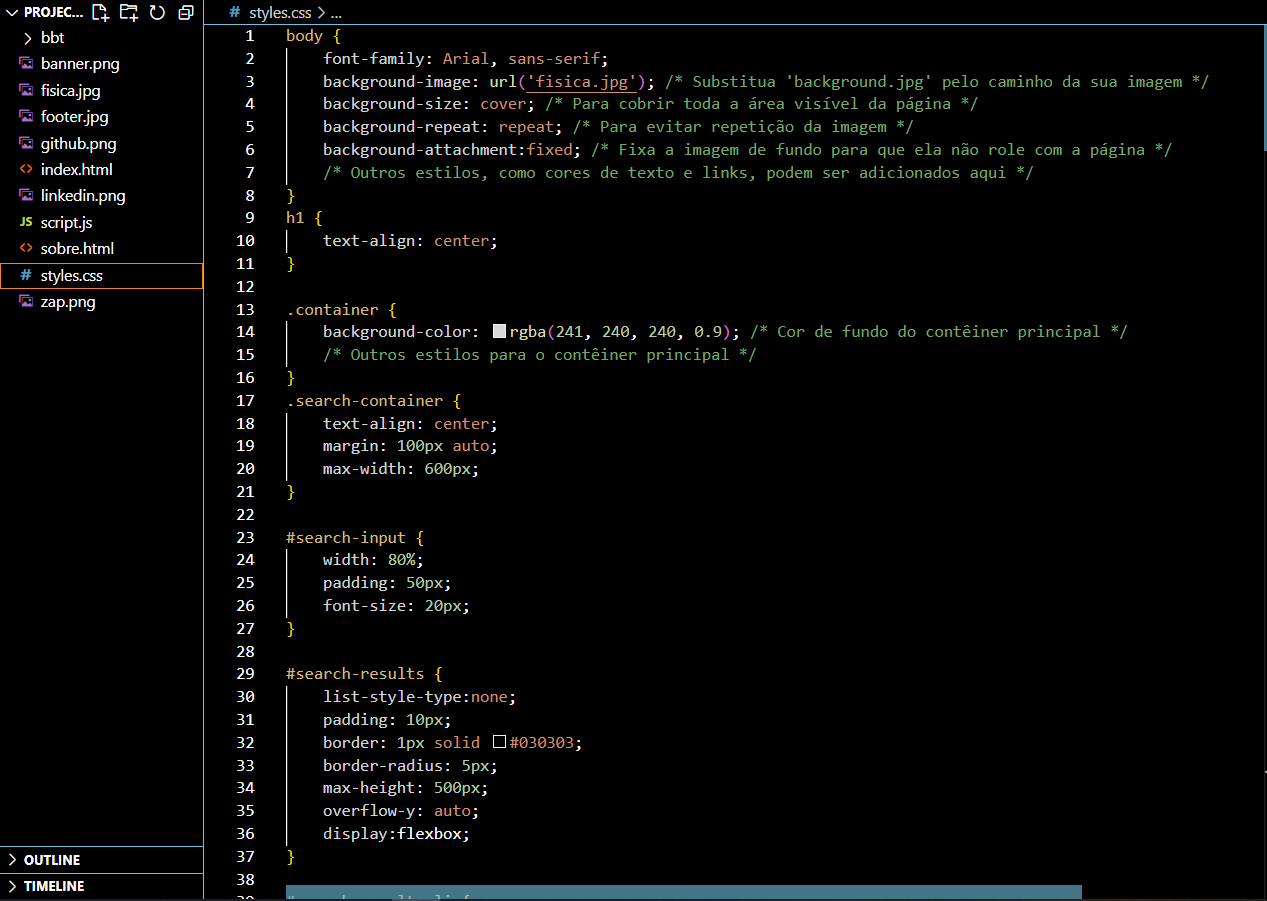 PROJEC...
bbt
banner.png
fisica.jpg
footer.jpg
github.png
index.html
linkedin.png
JS script.js
sobre.html
# styles.css
zap.png
OUTLINE
TIMELINE
# styles.css > ...
1 body {
2 font-family: Arial, sans-serif;
3 background-image: url('fisica.jpg'); /* Substitua 'background.jpg' pelo caminho da sua imagem */
4 background-size: cover; /* Para cobrir toda a área visível da página */
5 background-repeat: repeat; /* Para evitar repetição da imagem */
6 background-attachment:fixed; /* Fixa a imagem de fundo para que ela não role com a página */
7 /* Outros estilos, como cores de texto e links, podem ser adicionados aqui */
8 }
9 h1 {
10 text-align: center;
11 }
12
13 .container {
14 background-color: rgba(241, 240, 240, 0.9); /* Cor de fundo do contêiner principal */
15 /* Outros estilos para o contêiner principal */
16 }
17 .search-container {
18 text-align: center;
19 margin: 100px auto;
20 max-width: 600px;
21 }
22
23 #search-input {
24 width: 80%;
25 padding: 50px;
26 font-size: 20px;
27 }
28
29 #search-results {
30 list-style-type:none;
31 padding: 10px;
32 border: 1px solid #030303;
33 border-radius: 5px;
34 max-height: 500px;
35 overflow-y: auto;
36 display:flexbox;
37 }
38